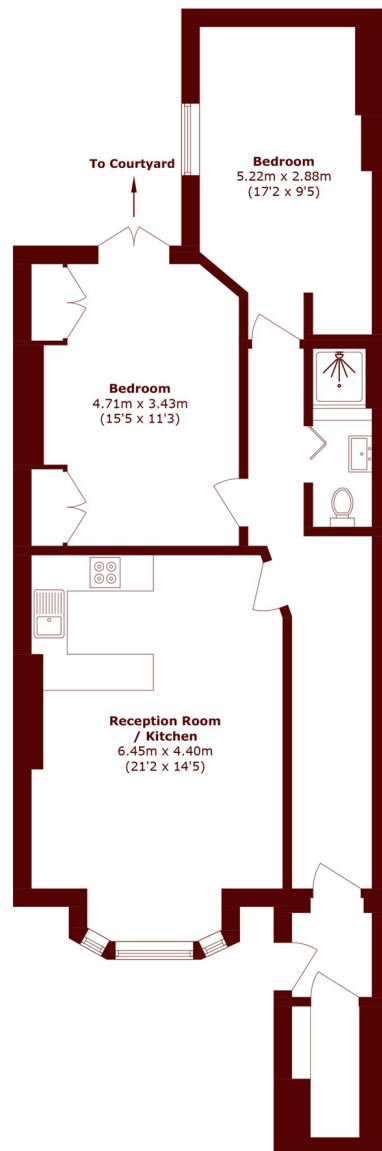 To Courtyard
Bedroom
5.22m x 2.88m
(17'2 x 9'5)
Bedroom
4.71m x 3.43m
(15'5 x 11'3)
Reception Room
/ Kitchen
6.45m x 4.40m
(21'2 x 14'5)